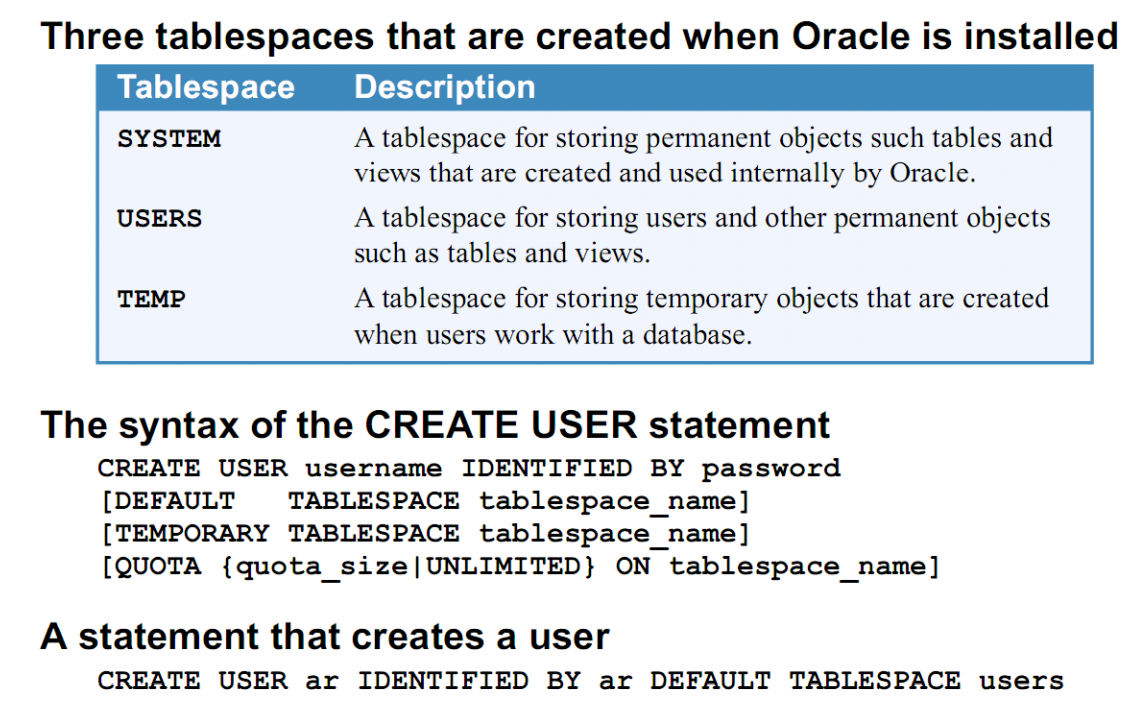 Three tablespaces that are created when Oracle is installed
Tablespace Description
SYSTEM A tablespace for storing permanent objects such tables and
views that are created and used internally by Oracle.
USERS A tablespace for storing users and other permanent objects
such as tables and views.
TEMP A tablespace for storing temporary objects that are created
when users work with a database.
The syntax of the CREATE USER statement
CREATE USER username IDENTIFIED BY password
[DEFAULT   TABLESPACE tablespace_name]
[TEMPORARY TABLESPACE tablespace_name]
[QUOTA {quota_size|UNLIMITED} ON tablespace_name]
A statement that creates a user
CREATE USER ar IDENTIFIED BY ar DEFAULT TABLESPACE users